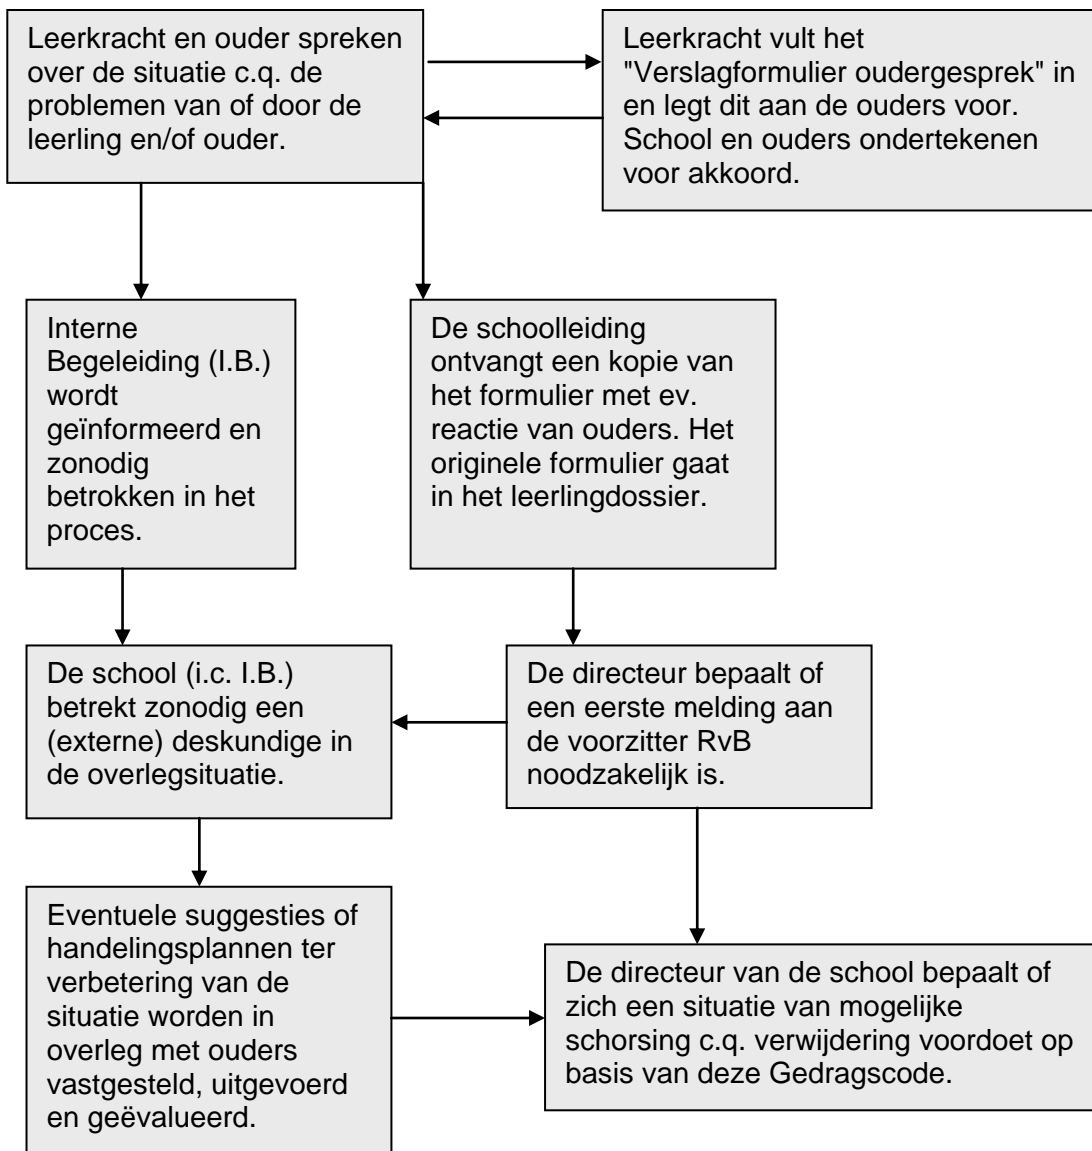 Leerkracht en ouder spreken
over de situatie c.q. de
problemen van of door de
leerling en/of ouder.
Leerkracht vult het
"Verslagformulier oudergesprek" in
en legt dit aan de ouders voor.
School en ouders ondertekenen
voor akkoord.
Interne
Begeleiding (I.B.)
wordt
geïnformeerd en
zonodig
betrokken in het
proces.
De schoolleiding
ontvangt een kopie van
het formulier met ev.
reactie van ouders. Het
originele formulier gaat
in het leerlingdossier.
De school (i.c. I.B.)
betrekt zonodig een
(externe) deskundige in
de overlegsituatie.
De directeur bepaalt of
een eerste melding aan
de voorzitter RvB
noodzakelijk is.
Eventuele suggesties of
handelingsplannen ter
verbetering van de
situatie worden in
overleg met ouders
vastgesteld, uitgevoerd
en geëvalueerd.
De directeur van de school bepaalt of
zich een situatie van mogelijke
schorsing c.q. verwijdering voordoet op
basis van deze Gedragscode.